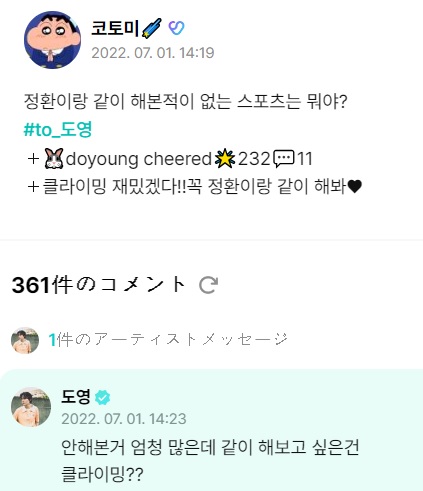 코토미
2022. 07. 01. 14:19
정환이랑 같이 해본적이 없는 스포츠는 뭐야?
#to_도영
+🐰doyoung cheered🌟232💬11
+클라이밍 재밌겠다!!꼭 정환이랑 같이 해봐🖤
361件のコメント
1件のアーティストメッセージ
도영
2022. 07. 01. 14:23
안해본거 엄청 많은데 같이 해보고 싶은건
클라이밍??